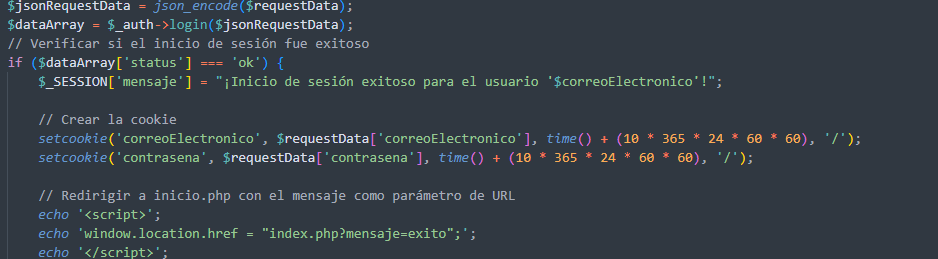 $jsonRequestData = json_encode($requestData);
$dataArray = $_auth->login($jsonRequestData);
// Verificar si el inicio de sesión fue exitoso
if ($dataArray['status'] === 'ok') {
    $_SESSION['mensaje'] = "¡Inicio de sesión exitoso para el usuario '$correoElectronico'!";
    // Crear la cookie
    setcookie('correoElectronico', $requestData['correoElectronico'], time() + (10 * 365 * 24 * 60 * 60), '/');
    setcookie('contrasena', $requestData['contrasena'], time() + (10 * 365 * 24 * 60 * 60), '/');
    // Redirigir a inicio.php con el mensaje como parámetro de URL
    echo '<script>';
    echo 'window.location.href = "index.php?mensaje=exito";';
    echo '</script>';